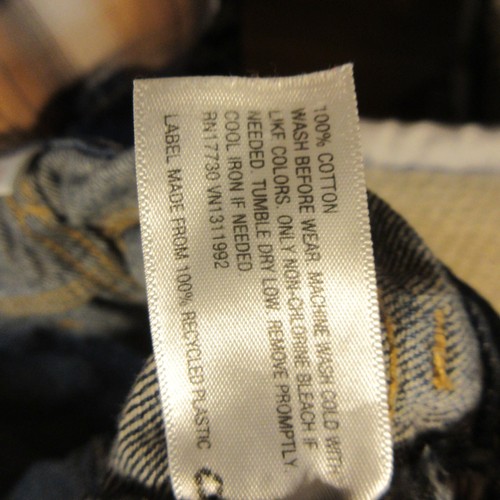 100% COTTON
WASH BEFORE WEAR. MACHINE WASH COLD WITH
LIKE COLORS. ONLY NON-CHLORINE BLEACH IF
NEEDED. TUMBLE DRY LOW. REMOVE PROMPTLY
COOL IRON IF NEEDED
RN17730 VN1311992
LABEL MADE FROM 100% RECYCLED PLASTIC